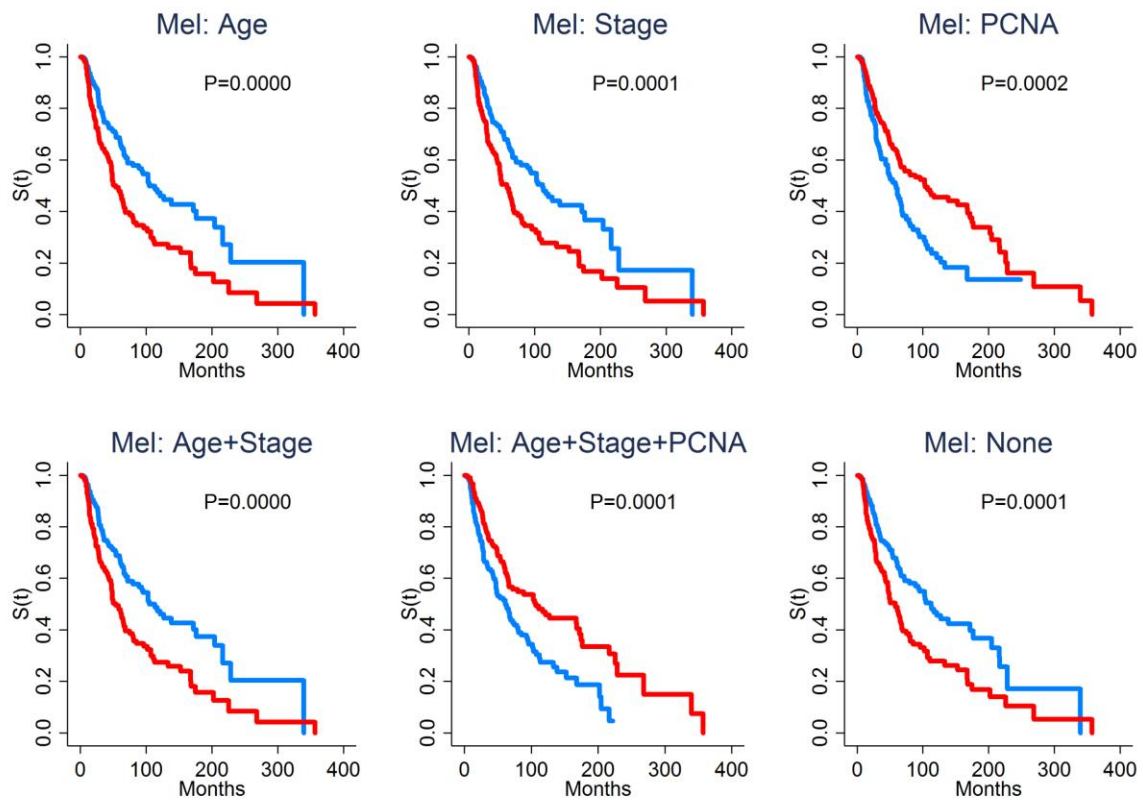 Mel: Age
Mel: Stage
Mel: PCNA
P=0.0000
P=0.0001
P=0.0002
S(t)
0.0 0.2 0.4 0.6 0.8 1.0
0 100 200 300 400
Months
S(t)
0.0 0.2 0.4 0.6 0.8 1.0
0 100 200 300 400
Months
S(t)
0.0 0.2 0.4 0.6 0.8 1.0
0 100 200 300 400
Months
Mel: Age+Stage
Mel: Age+Stage+PCNA
Mel: None
P=0.0000
P=0.0001
P=0.0001
S(t)
0.0 0.2 0.4 0.6 0.8 1.0
0 100 200 300 400
Months
S(t)
0.0 0.2 0.4 0.6 0.8 1.0
0 100 200 300 400
Months
S(t)
0.0 0.2 0.4 0.6 0.8 1.0
0 100 200 300 400
Months